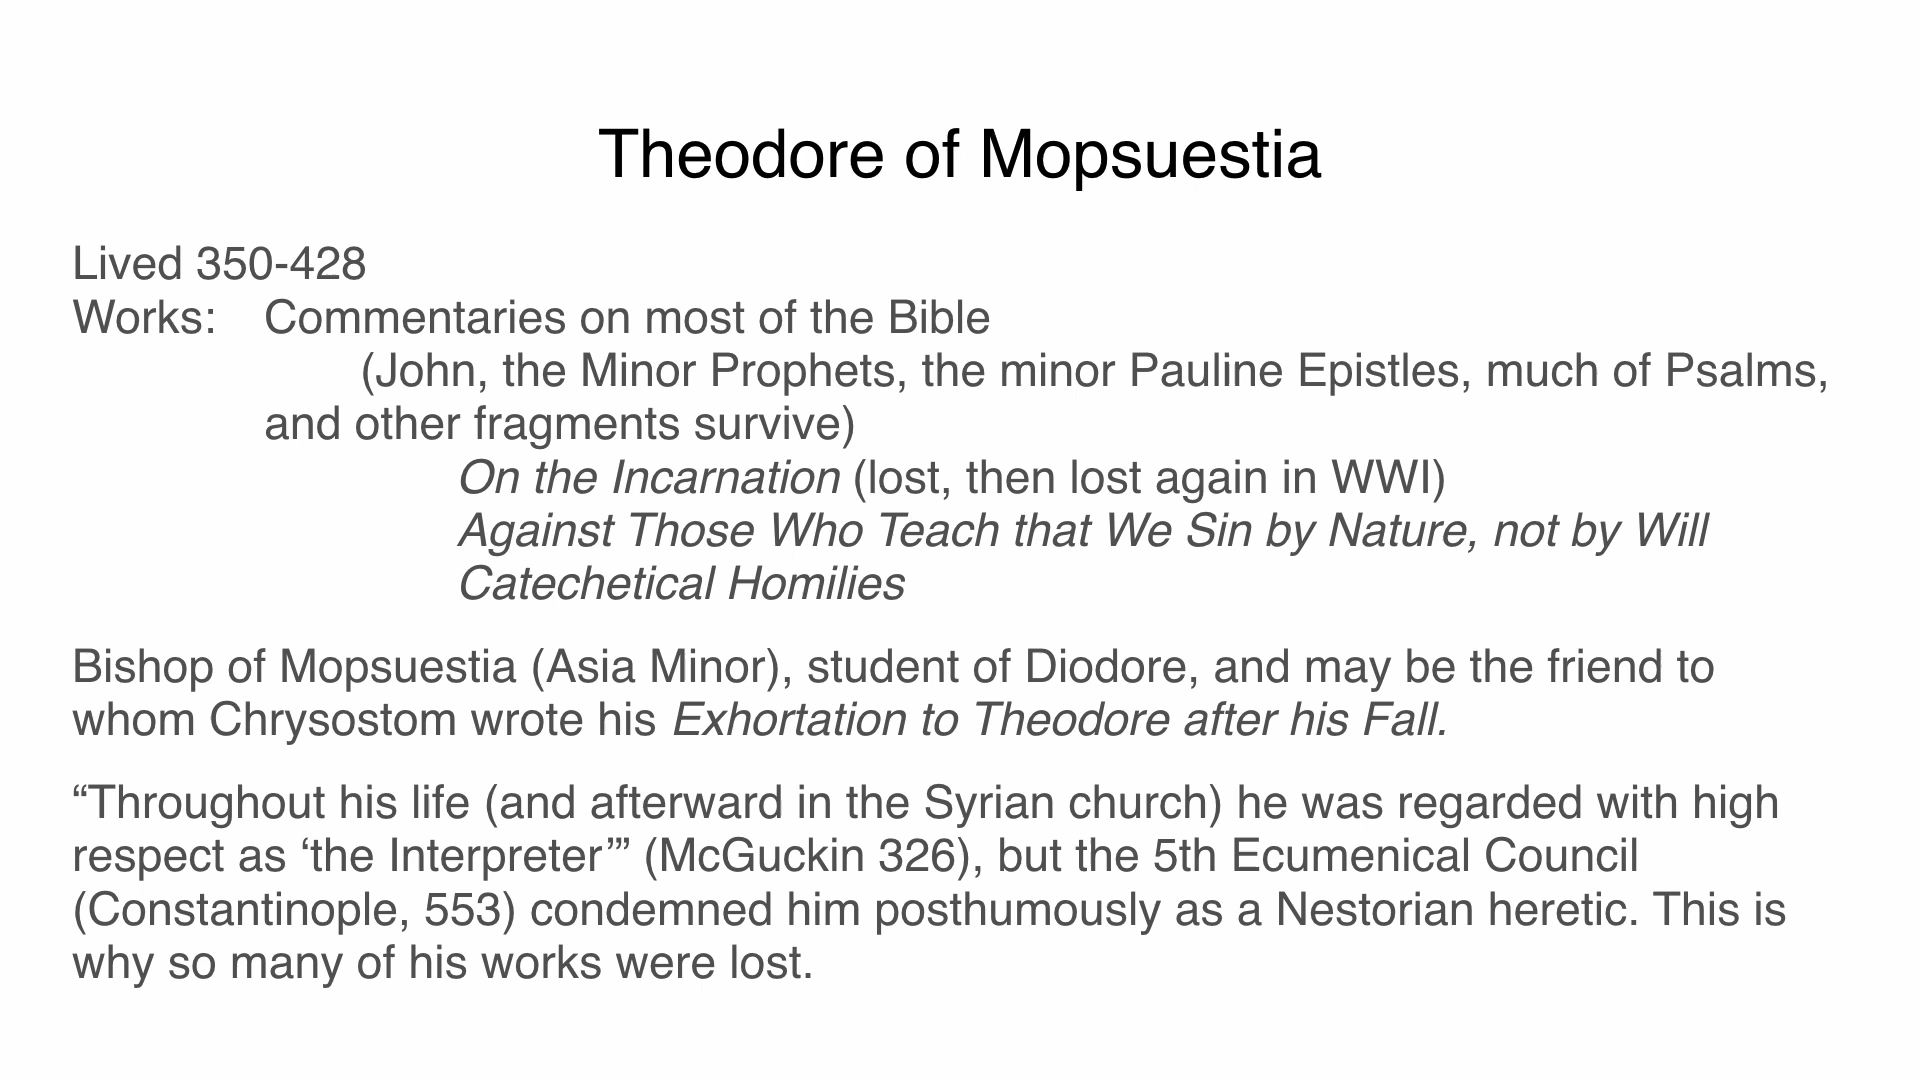 Theodore of Mopsuestia
Lived 350-428
Works: Commentaries on most of the Bible
(John, the Minor Prophets, the minor Pauline Epistles, much of Psalms,
and other fragments survive)
On the Incarnation (lost, then lost again in WWI)
Against Those Who Teach that We Sin by Nature, not by Will
Catechetical Homilies
Bishop of Mopsuestia (Asia Minor), student of Diodore, and may be the friend to
whom Chrysostom wrote his Exhortation to Theodore after his Fall.
“Throughout his life (and afterward in the Syrian church) he was regarded with high
respect as ‘the Interpreter’” (McGuckin 326), but the 5th Ecumenical Council
(Constantinople, 553) condemned him posthumously as a Nestorian heretic. This is
why so many of his works were lost.